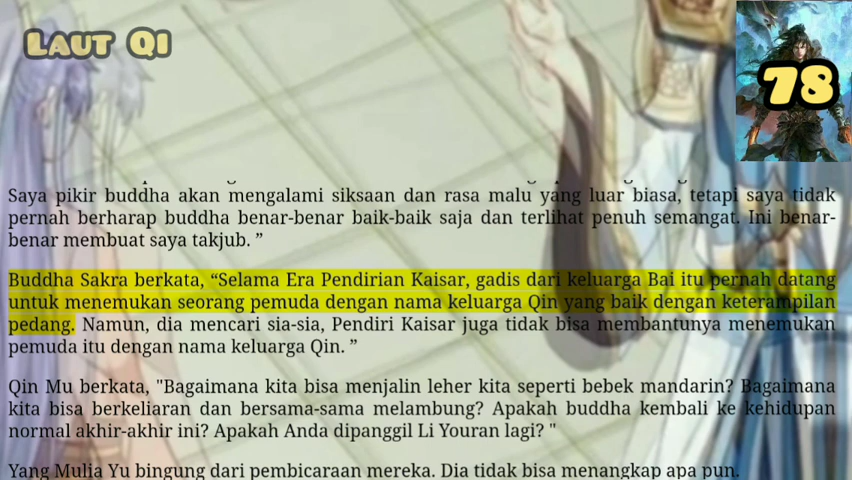 LAUT QI
78
Saya pikir buddha akan mengalami siksaan dan rasa malu yang luar biasa, tetapi saya tidak
pernah berharap buddha benar-benar baik-baik saja dan terlihat penuh semangat. Ini benar-
benar membuat saya takjub. ”
Buddha Sakra berkata, “Selama Era Pendirian Kaisar, gadis dari keluarga Bai itu pernah datang
untuk menemukan seorang pemuda dengan nama keluarga Qin yang baik dengan keterampilan
pedang. Namun, dia mencari sia-sia, Pendiri Kaisar juga tidak bisa membantunya menemukan
pemuda itu dengan nama keluarga Qin. ”
Qin Mu berkata, "Bagaimana kita bisa menjalin leher kita seperti bebek mandarin? Bagaimana
kita bisa berkeliaran dan bersama-sama melambung? Apakah buddha kembali ke kehidupan
normal akhir-akhir ini? Apakah Anda dipanggil Li Youran lagi? "
Yang Mulia Yu bingung dari pembicaraan mereka. Dia tidak bisa menangkap apa pun.